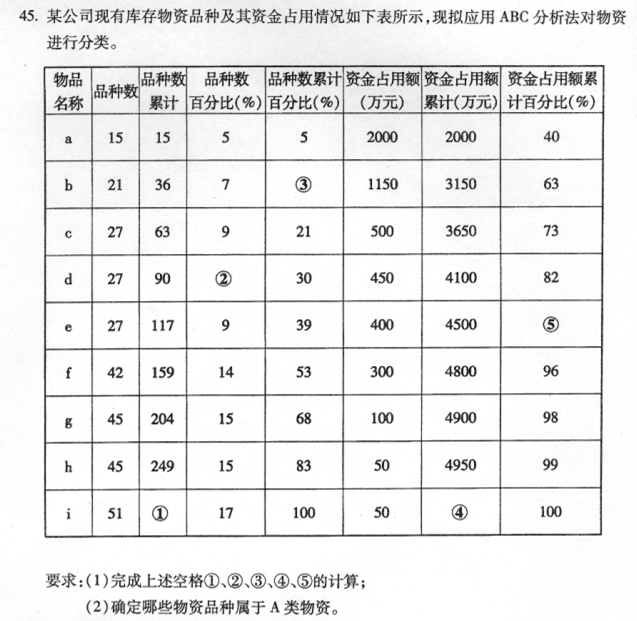 45. 某公司现有库存物资品种及其资金占用情况如下表所示,现拟应用 ABC 分析法对物资
进行分类。
物品名称 品种数 品种数累计 品种数百分比(%) 品种数累计百分比(%) 资金占用额(万元) 资金占用额累计(万元) 资金占用额累计百分比(%)
a 15 15 5 5 2000 2000 40
b 21 36 7 ③ 1150 3150 63
c 27 63 9 21 500 3650 73
d 27 90 ② 30 450 4100 82
e 27 117 9 39 400 4500 ⑤
f 42 159 14 53 300 4800 96
g 45 204 15 68 100 4900 98
h 45 249 15 83 50 4950 99
i 51 ① 17 100 50 ④ 100
要求:(1)完成上述空格①、②、③、④、⑤的计算;
(2)确定哪些物资品种属于 A 类物资。